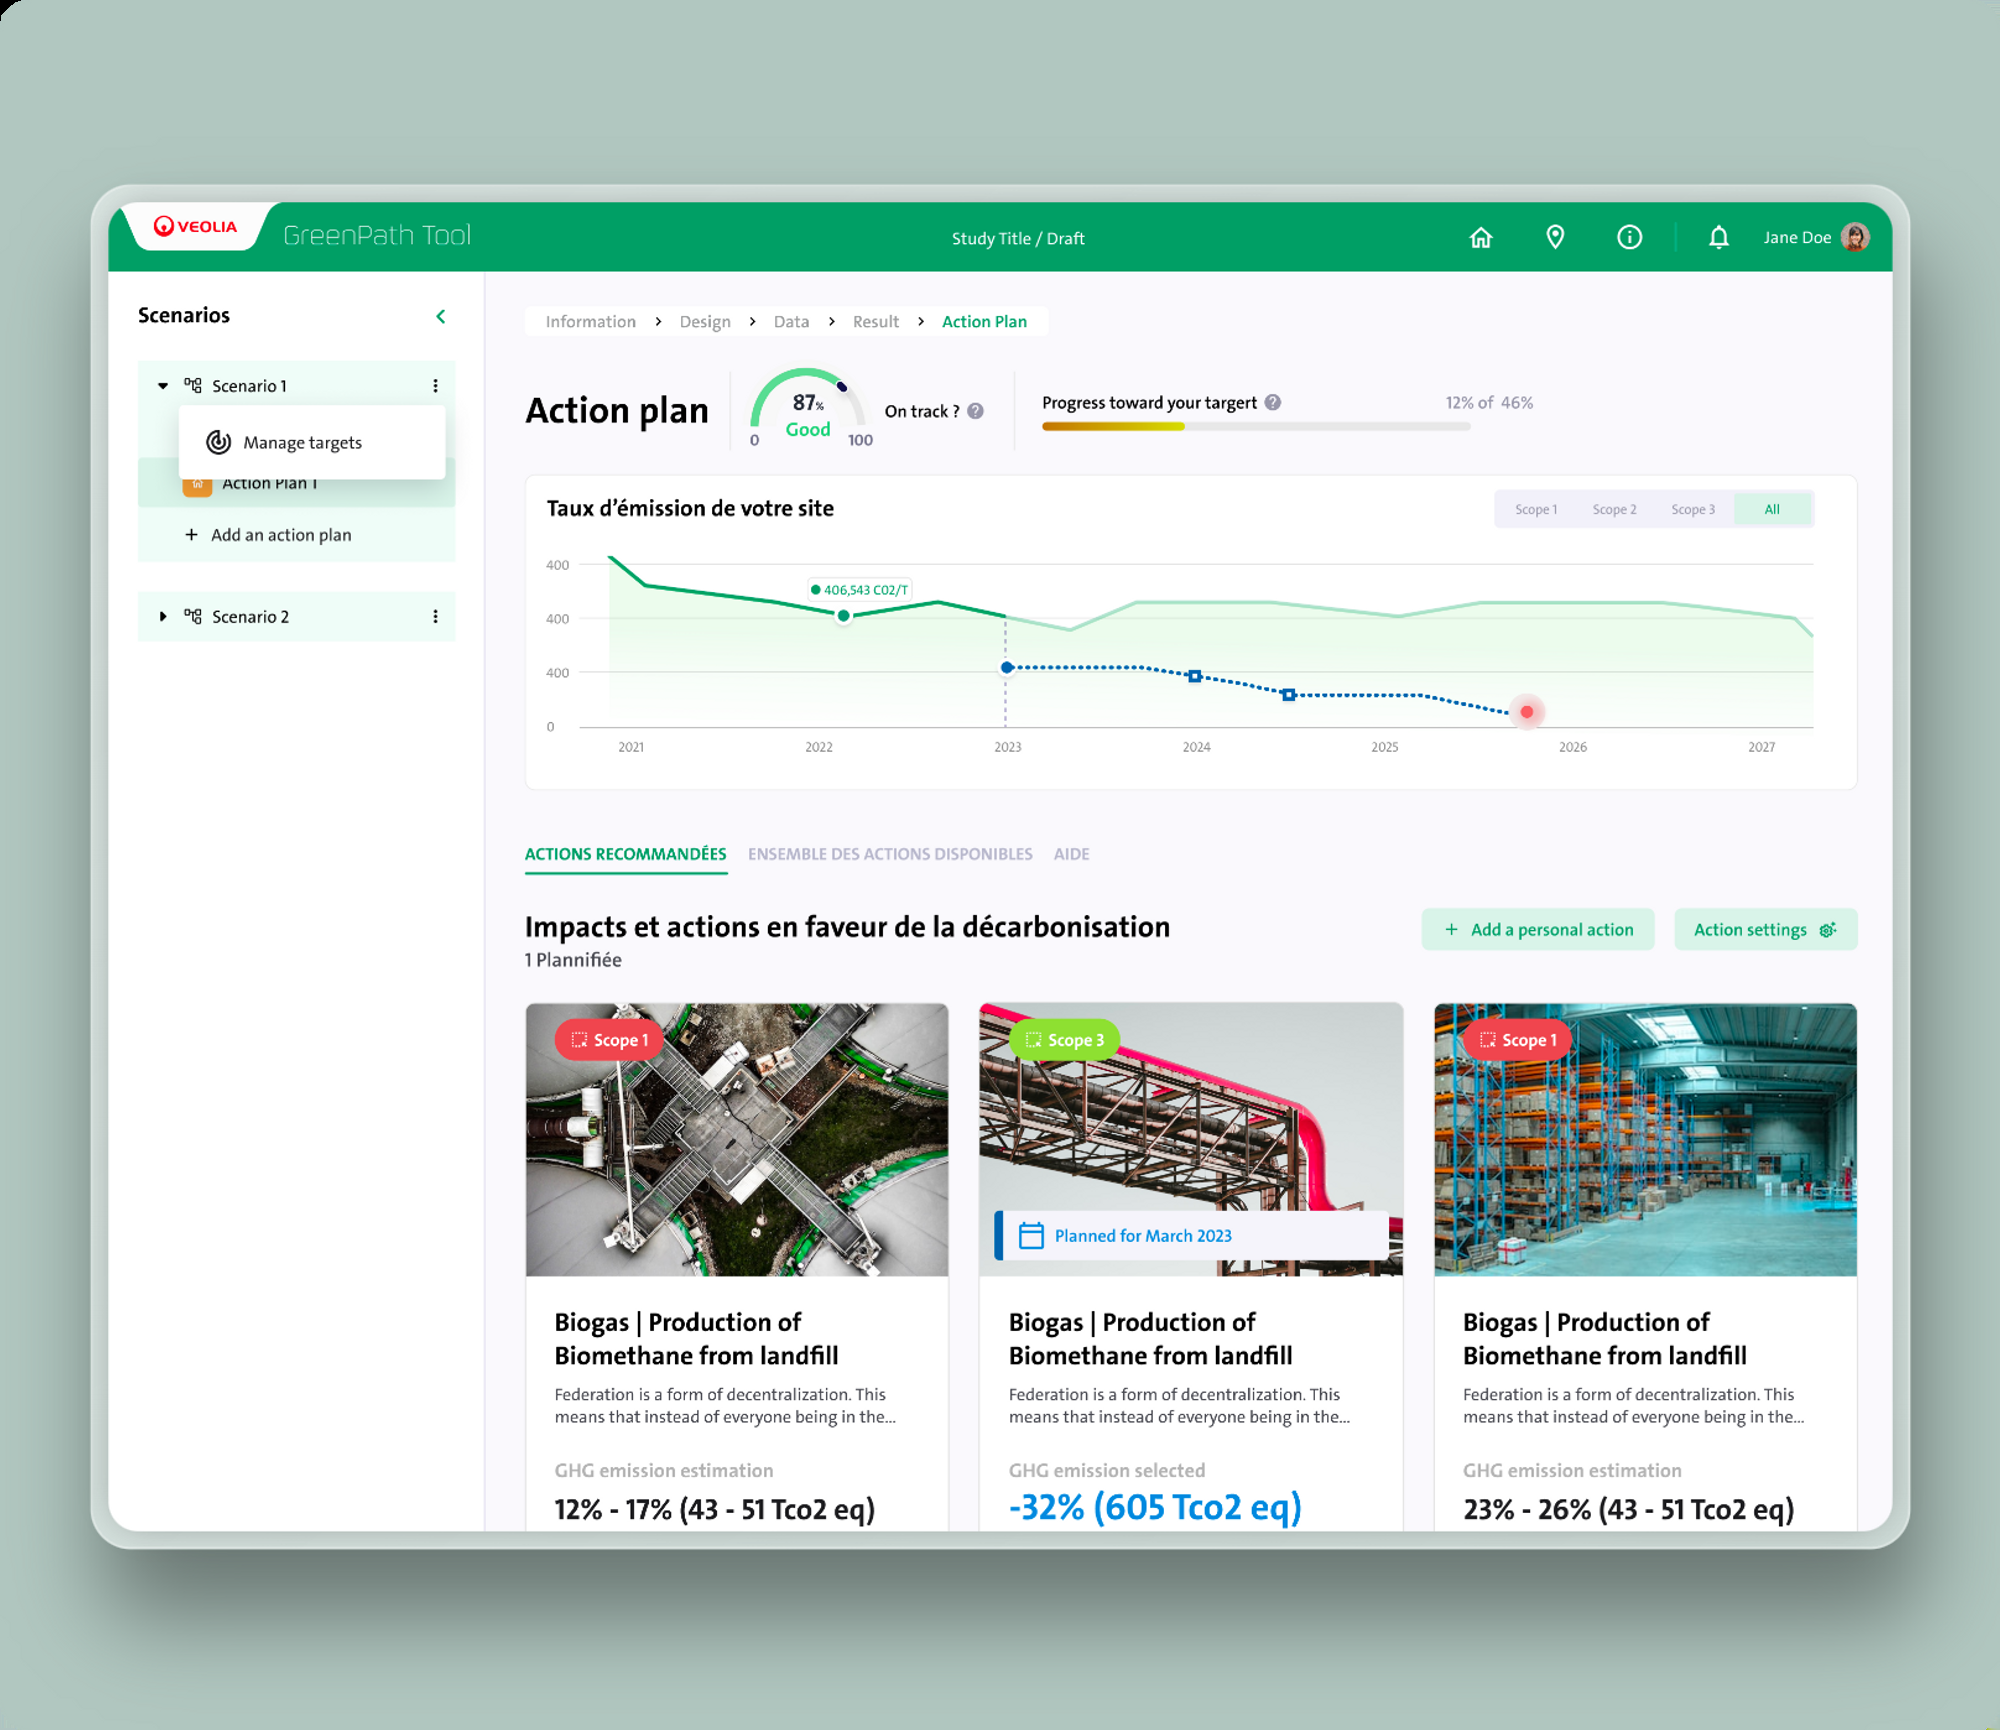 VEOLIA
GreenPath Tool
Study Title / Draft
Jane Doe
Scenarios
Scenario 1
Manage targets
Action Plan 1
Add an action plan
Scenario 2
Information > Design > Data > Result > Action Plan
Action plan
87%
Good
0
100
On track ?
Progress toward your targert
12% of 46%
Taux d’émission de votre site
Scope 1
Scope 2
Scope 3
All
400
406,543 CO2/T
400
400
0
2021
2022
2023
2024
2025
2026
2027
ACTIONS RECOMMANDÉES
ENSEMBLE DES ACTIONS DISPONIBLES
AIDE
Impacts et actions en faveur de la décarbonisation
1 Plannifiée
+ Add a personal action
Action settings
Scope 1
Biogas | Production of
Biomethane from landfill
Federation is a form of decentralization. This
means that instead of everyone being in the...
GHG emission estimation
12% - 17% (43 - 51 Tco2 eq)
Scope 3
Planned for March 2023
Biogas | Production of
Biomethane from landfill
Federation is a form of decentralization. This
means that instead of everyone being in the...
GHG emission selected
-32% (605 Tco2 eq)
Scope 1
Biogas | Production of
Biomethane from landfill
Federation is a form of decentralization. This
means that instead of everyone being in the...
GHG emission estimation
23% - 26% (43 - 51 Tco2 eq)